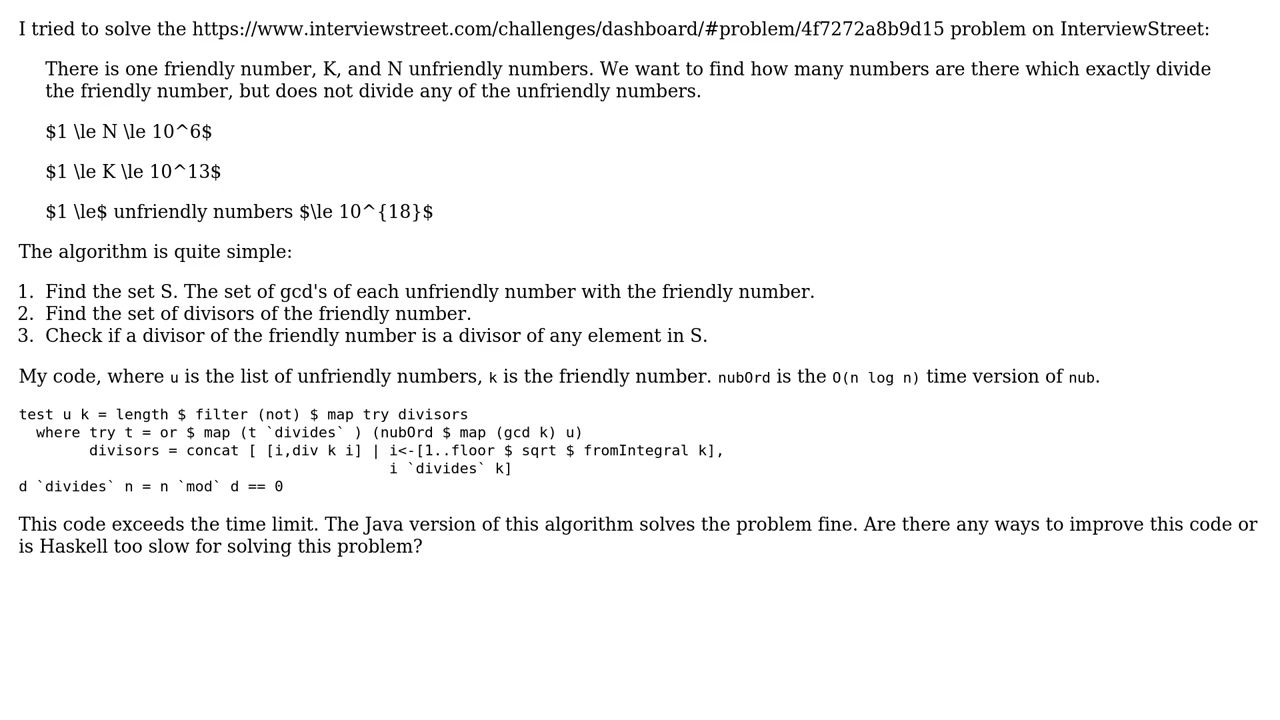 I tried to solve the https://www.interviewstreet.com/challenges/dashboard/#problem/4f7272a8b9d15 problem on InterviewStreet:
There is one friendly number, K, and N unfriendly numbers. We want to find how many numbers are there which exactly divide
the friendly number, but does not divide any of the unfriendly numbers.
$1 \le N \le 10^6$
$1 \le K \le 10^13$
$1 \le$ unfriendly numbers $\le 10^{18}$
The algorithm is quite simple:
1. Find the set S. The set of gcd's of each unfriendly number with the friendly number.
2. Find the set of divisors of the friendly number.
3. Check if a divisor of the friendly number is a divisor of any element in S.
My code, where u is the list of unfriendly numbers, k is the friendly number. nubOrd is the O(n log n) time version of nub.
test u k = length $ filter (not) $ map try divisors
  where try t = or $ map (t `divides` ) (nubOrd $ map (gcd k) u)
        divisors = concat [ [i,div k i] | i<-[1..floor $ sqrt $ fromIntegral k],
                                          i `divides` k]
d `divides` n = n `mod` d == 0
This code exceeds the time limit. The Java version of this algorithm solves the problem fine. Are there any ways to improve this code or
is Haskell too slow for solving this problem?